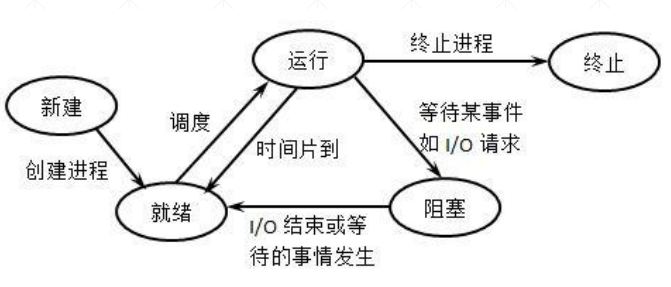 运行
终止进程
终止
新建
调度
等待某事件
如 I/O 请求
创建进程
时间片到
就绪
阻塞
I/O 结束或等
待的事情发生